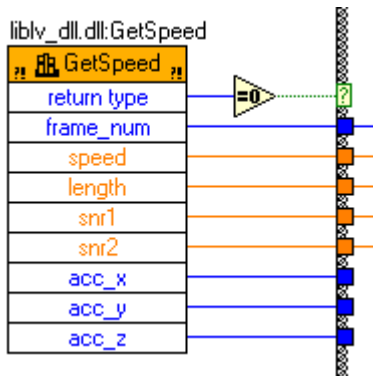 liblv_dll.dll:GetSpeed
?! GetSpeed ?!
return type
=0
?
frame_num
speed
length
snr1
snr2
acc_x
acc_y
acc_z